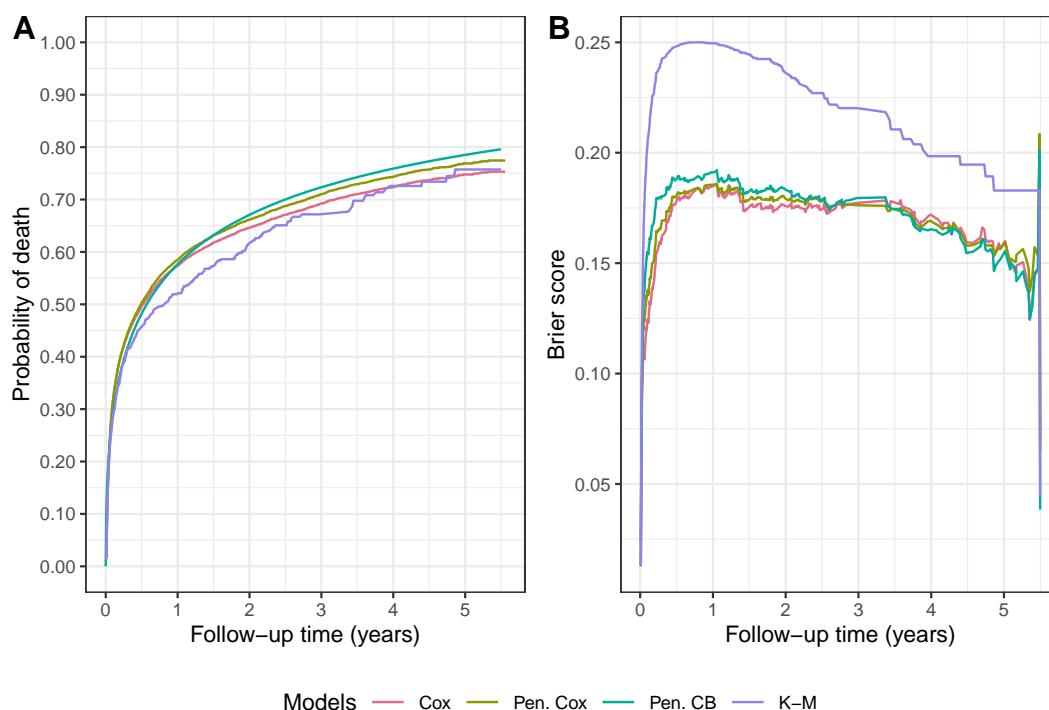 A
Probability of death
1.00
0.90
0.80
0.70
0.60
0.50
0.40
0.30
0.20
0.10
0.00
0 1 2 3 4 5
Follow−up time (years)
B
Brier score
0.25
0.20
0.15
0.10
0.05
0 1 2 3 4 5
Follow−up time (years)
Models Cox Pen. Cox Pen. CB K−M